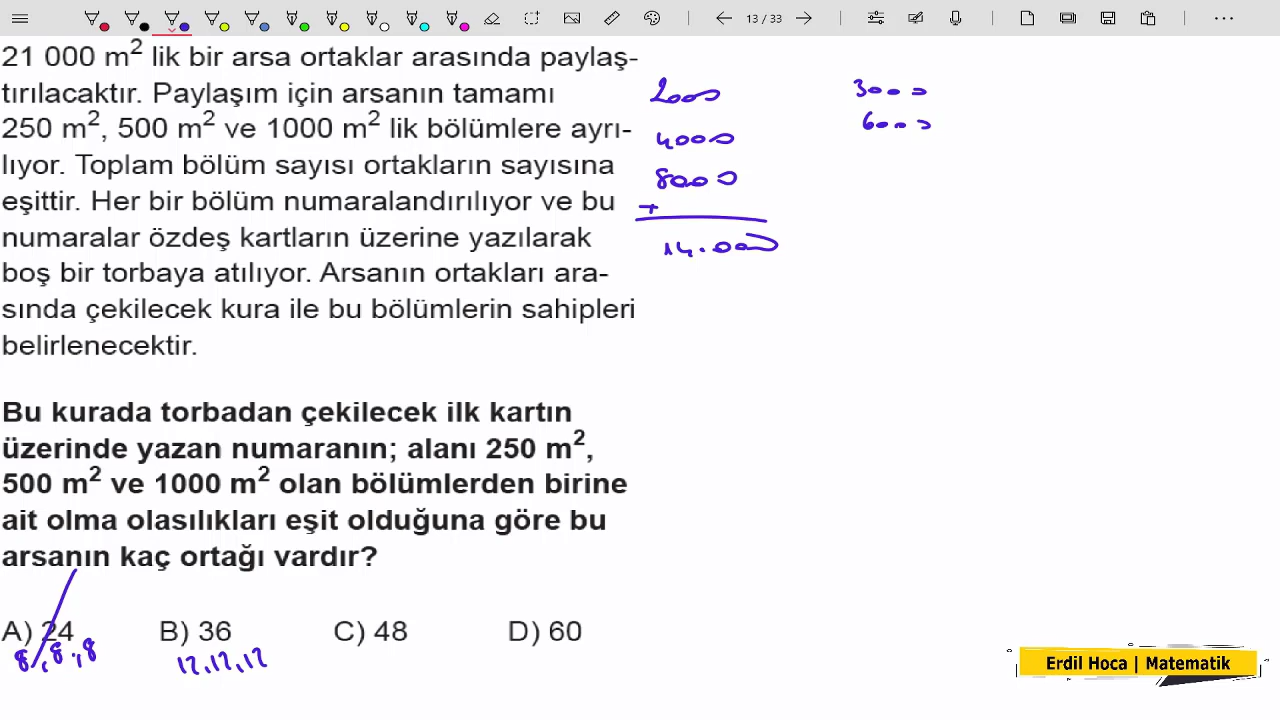 13 / 33
21 000 m² lik bir arsa ortaklar arasında paylaş-
tırılacaktır. Paylaşım için arsanın tamamı
250 m², 500 m² ve 1000 m² lik bölümlere ayrı-
lıyor. Toplam bölüm sayısı ortakların sayısına
eşittir. Her bir bölüm numaralandırılıyor ve bu
numaralar özdeş kartların üzerine yazılarak
boş bir torbaya atılıyor. Arsanın ortakları ara-
sında çekilecek kura ile bu bölümlerin sahipleri
belirlenecektir.
Bu kurada torbadan çekilecek ilk kartın
üzerinde yazan numaranın; alanı 250 m²,
500 m² ve 1000 m² olan bölümlerden birine
ait olma olasılıkları eşit olduğuna göre bu
arsanın kaç ortağı vardır?
A) 24 B) 36 C) 48 D) 60
8, 8, 8 12, 12, 12
2000
4000
8000
+
14.000
3000
6000
Erdil Hoca | Matematik